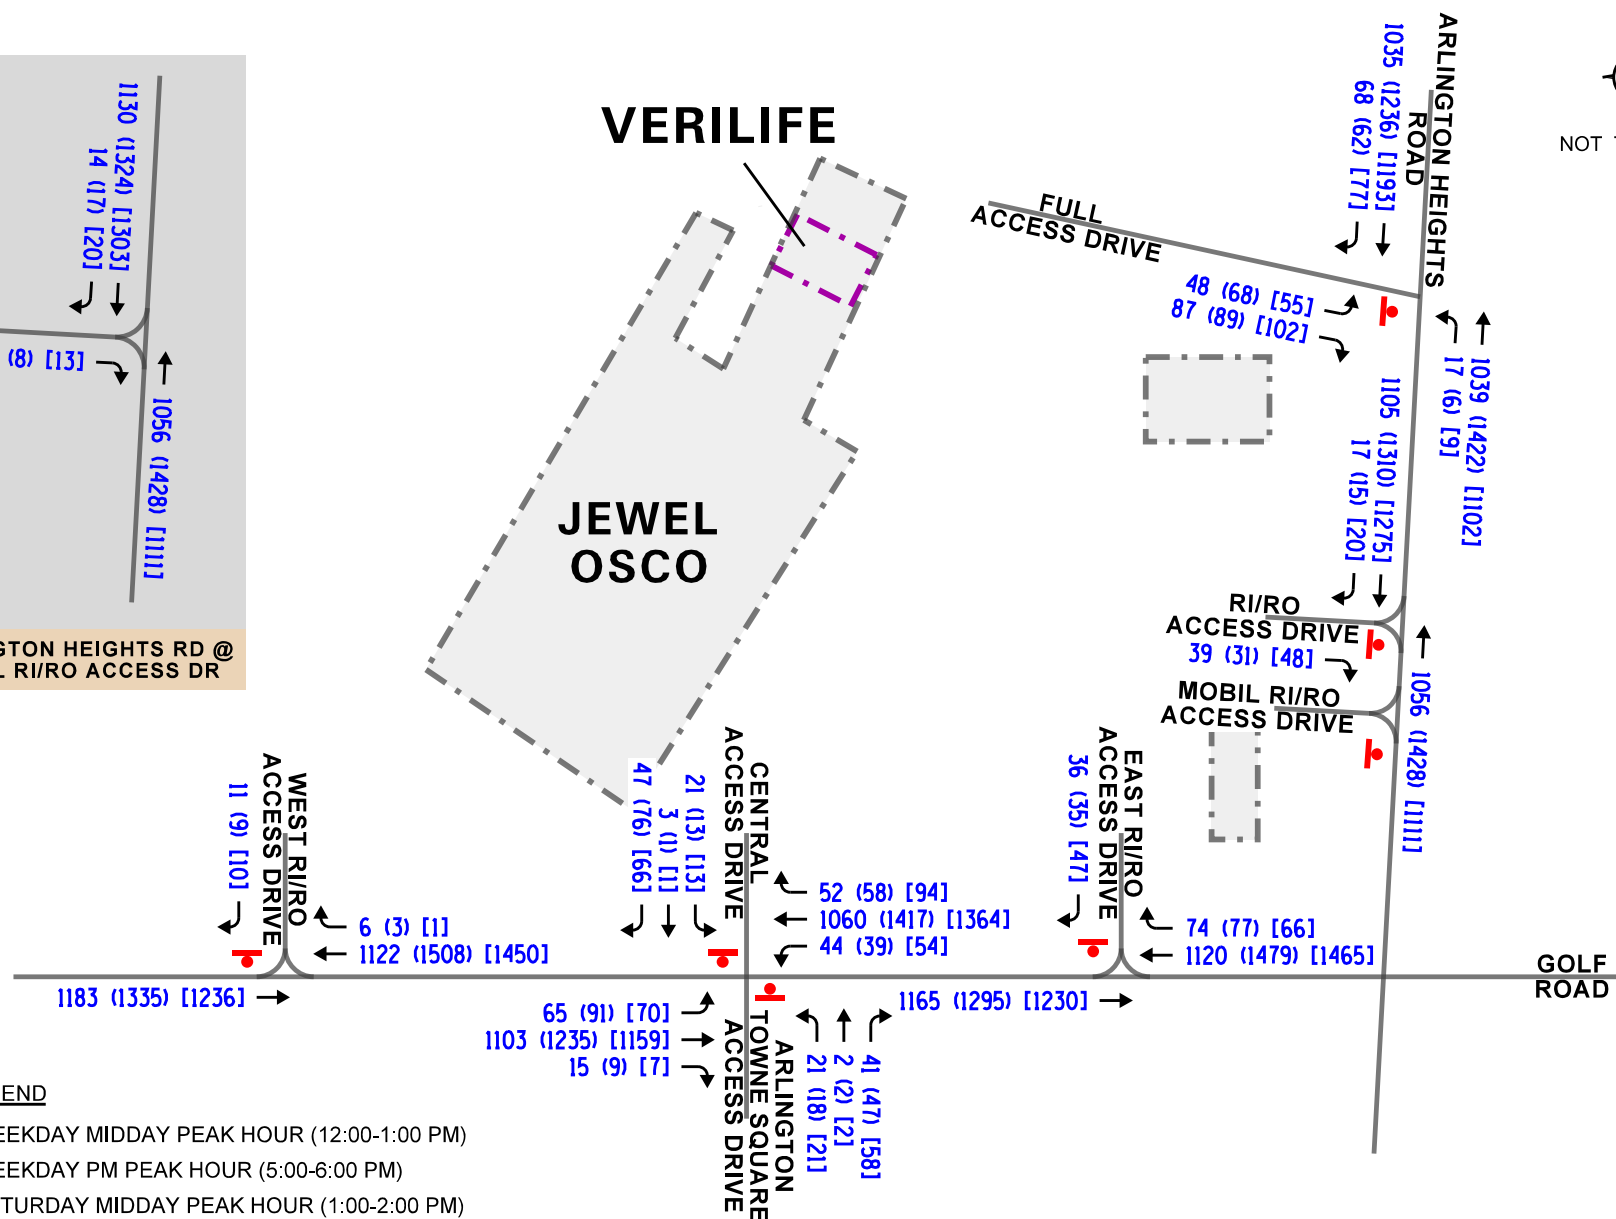 1130 (1324) [1303]
14 (17) [20]
(8) [13]
1056 (1428) [1111]
GTON HEIGHTS RD @
L RI/RO ACCESS DR
VERILIFE
JEWEL
OSCO
FULL
ACCESS DRIVE
1035 (1236) [1193]
68 (62) [77]
ARLINGTON HEIGHTS
ROAD
NOT
48 (68) [55]
87 (89) [102]
1039 (1422) [1102]
17 (6) [9]
1105 (1310) [1275]
17 (15) [20]
RI/RO
ACCESS DRIVE
39 (31) [48]
MOBIL RI/RO
ACCESS DRIVE
1056 (1428) [1111]
11 (9) [10]
WEST RI/RO
ACCESS DRIVE
6 (3) [1]
1122 (1508) [1450]
1183 (1335) [1236]
21 (13) [13]
3 (1) [1]
47 (76) [66]
CENTRAL
ACCESS DRIVE
52 (58) [94]
1060 (1417) [1364]
44 (39) [54]
65 (91) [70]
1103 (1235) [1159]
15 (9) [7]
ARLINGTON
TOWNE SQUARE
ACCESS DRIVE
21 (18) [21]
2 (2) [2]
41 (47) [58]
36 (35) [47]
EAST RI/RO
ACCESS DRIVE
74 (77) [66]
1120 (1479) [1465]
1165 (1295) [1230]
GOLF
ROAD
END
EEKDAY MIDDAY PEAK HOUR (12:00-1:00 PM)
EEKDAY PM PEAK HOUR (5:00-6:00 PM)
TURDAY MIDDAY PEAK HOUR (1:00-2:00 PM)